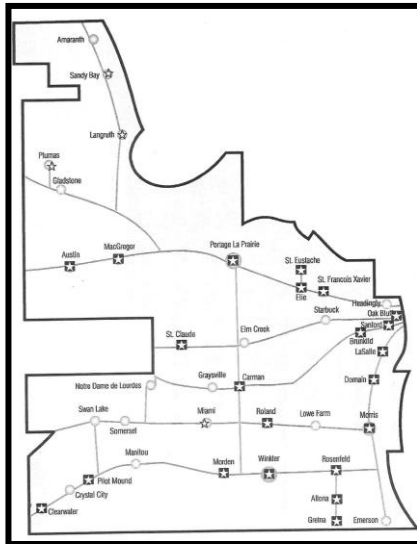 Amaranth
Sandy Bay
Langruth
Plumas
Gladstone
Austin
MacGregor
Portage La Prairie
St. Eustache
St. Francois Xavier
Elie
Headingly
Starbuck
Oak Bluff
Sanford
St. Claude
Elm Creek
Brunkild
LaSalle
Domain
Notre Dame de Lourdes
Graysville
Carman
Swan Lake
Miami
Roland
Lowe Farm
Morris
Somerset
Manitou
Morden
Winkler
Rosenfeld
Pilot Mound
Crystal City
Altona
Clearwater
Gretna
Emerson